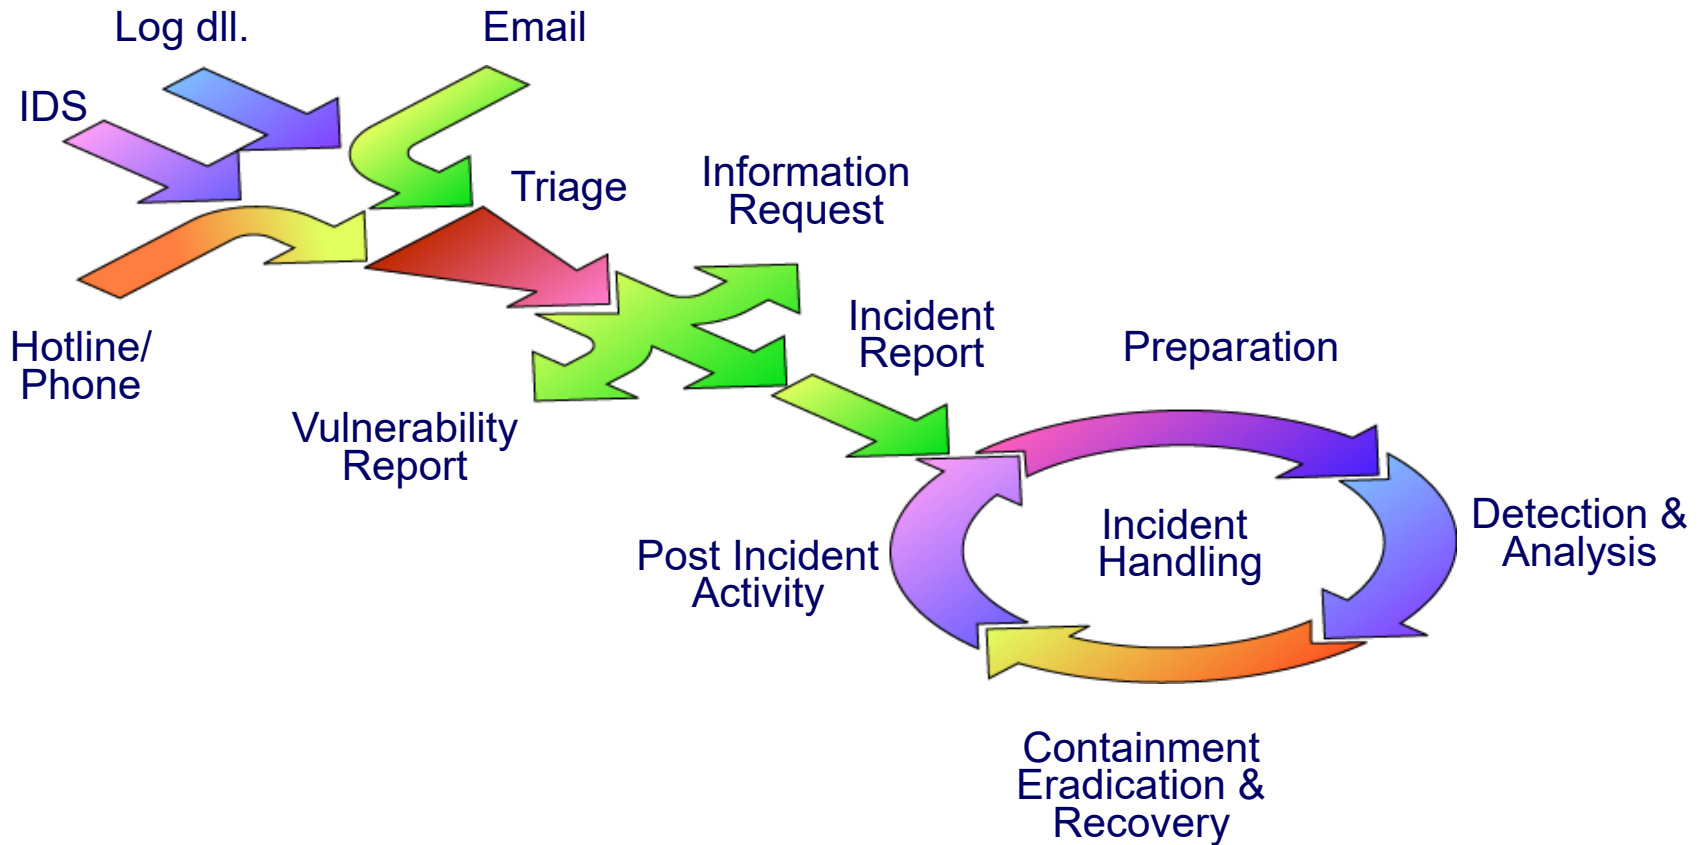 Log dll.
Email
IDS
Triage
Information
Request
Hotline/
Phone
Incident
Report
Preparation
Vulnerability
Report
Detection &
Analysis
Incident
Handling
Post Incident
Activity
Containment
Eradication &
Recovery